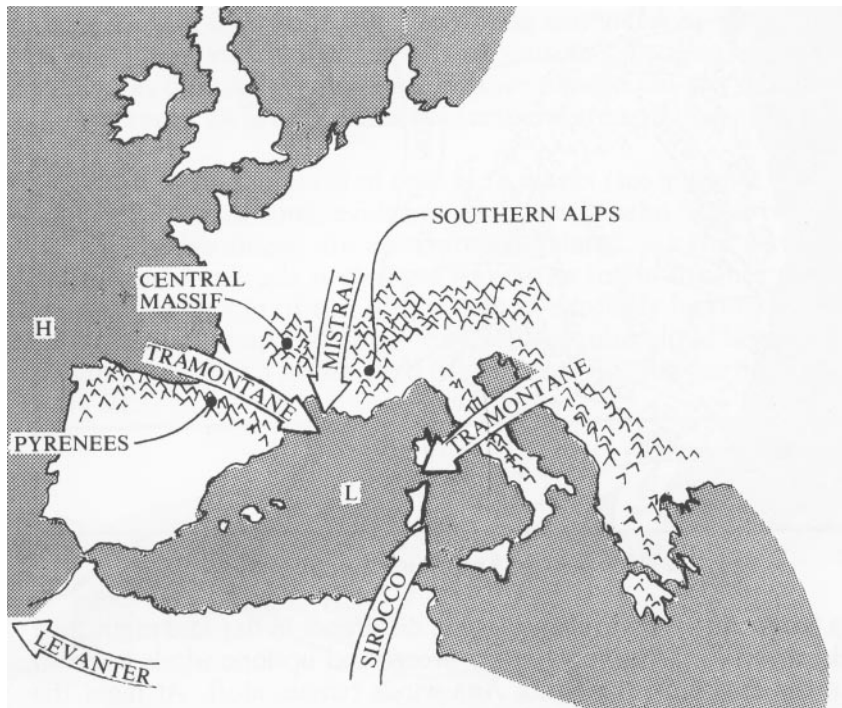 SOUTHERN ALPS
CENTRAL
MASSIF
MISTRAL
H
TRAMONTANE
TRAMONTANE
PYRENEES
L
SIROCCO
LEVANTER